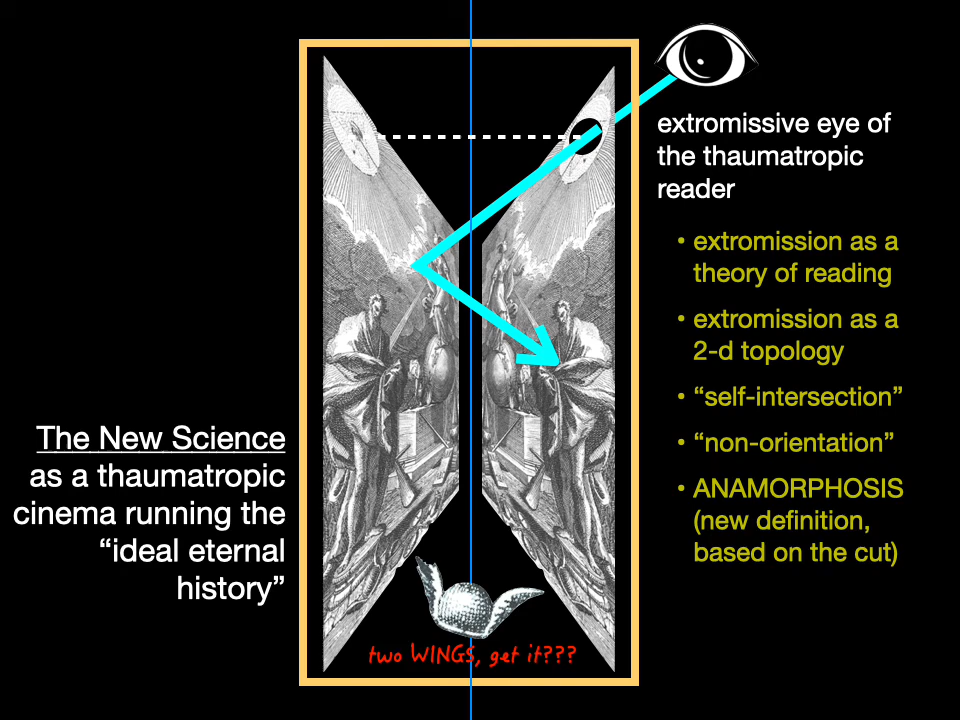 extromissive eye of
the thaumatropic
reader
• extromission as a
theory of reading
• extromission as a
2-d topology
• “self-intersection”
• “non-orientation”
• ANAMORPHOSIS
(new definition,
based on the cut)
The New Science
as a thaumatropic
cinema running the
“ideal eternal
history”
two WINGS, get it???